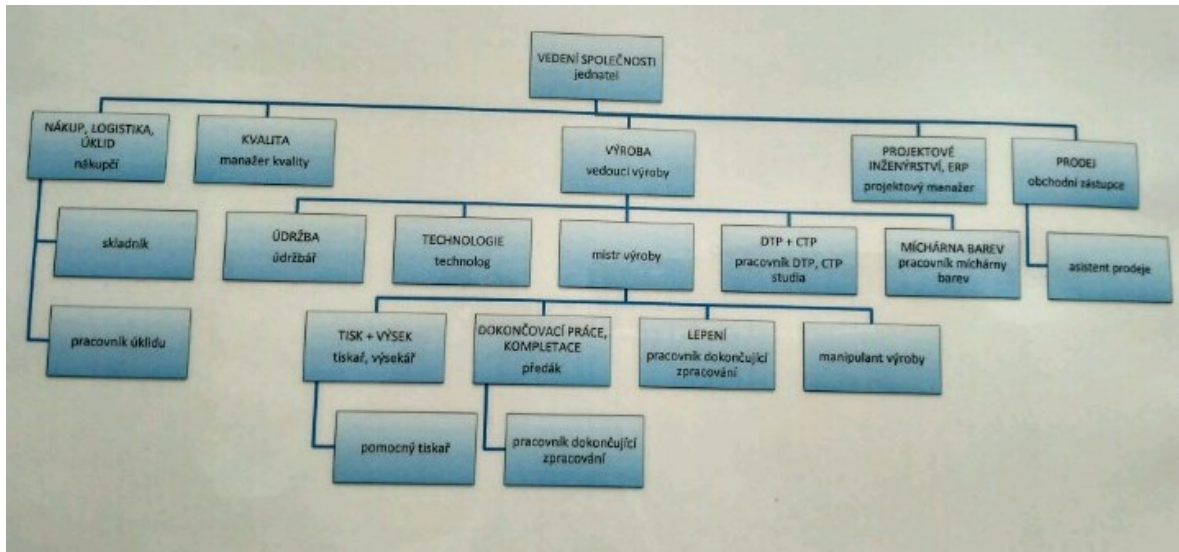 VEDENÍ SPOLEČNOSTI
jednatel
NÁKUP, LOGISTIKA,
ÚKLID
nákupčí
KVALITA
manažer kvality
VÝROBA
vedoucí výroby
PROJEKTOVÉ
INŽENÝRSTVÍ, ERP
projektový manažer
PRODEJ
obchodní zástupce
skladník
ÚDRŽBA
údržbář
TECHNOLOGIE
technolog
mistr výroby
DTP + CTP
pracovník DTP, CTP
studia
MÍCHÁRNA BAREV
pracovník míchárny
barev
asistent prodeje
pracovník úklidu
TISK + VÝSEK
tiskař, výsekář
DOKONČOVACÍ PRÁCE,
KOMPLETACE
předák
LEPENÍ
pracovník dokončující
zpracování
manipulant výroby
pomocný tiskař
pracovník dokončující
zpracování